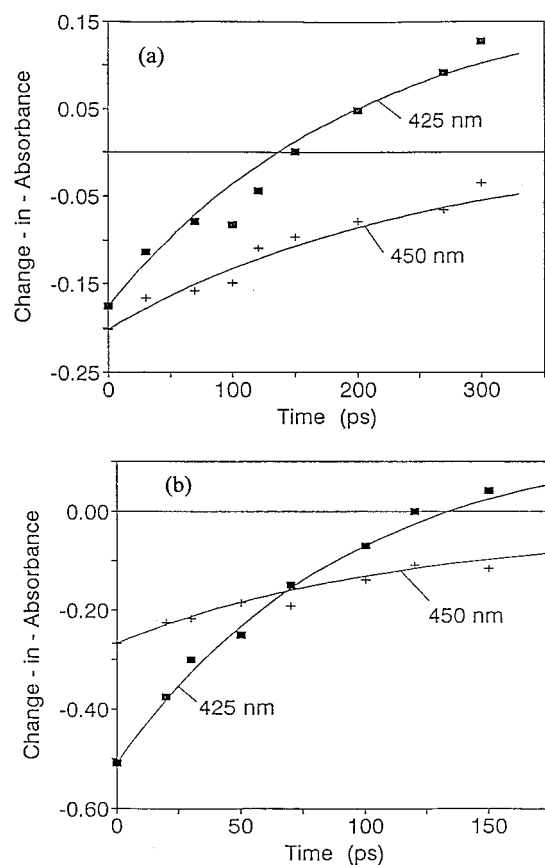 0.15
(a)
0.05
425 nm
-0.05
450 nm
-0.15
-0.25
0
100
200
300
Change - in - Absorbance
Time (ps)
(b)
0.00
-0.20
450 nm
425 nm
-0.40
-0.60
0
50
100
150
Change - in - Absorbance
Time (ps)